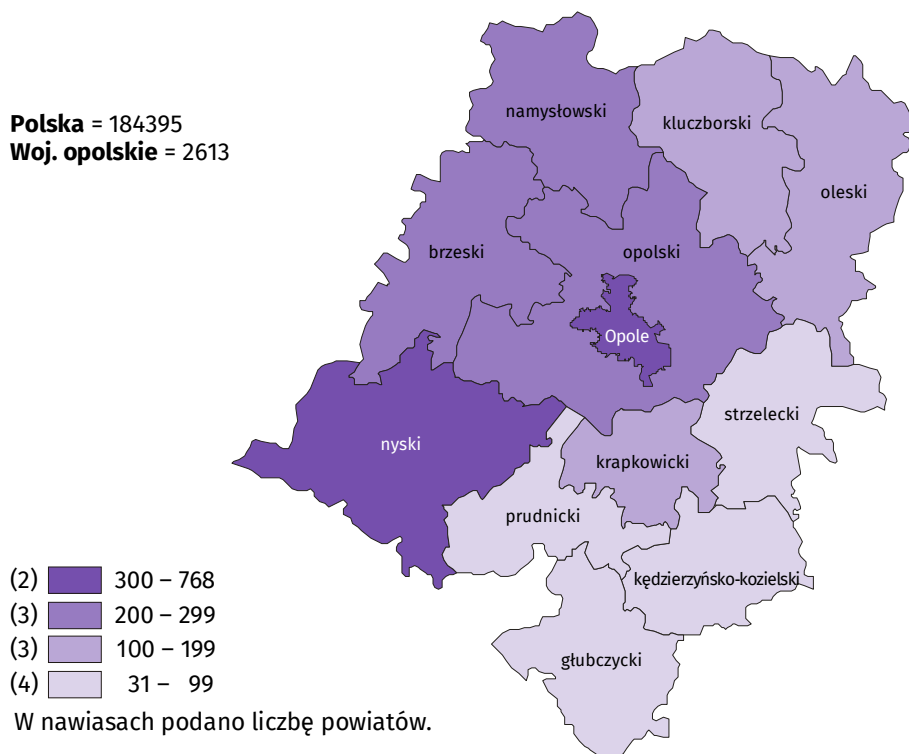 Polska = 184395
Woj. opolskie = 2613
namysłowski
kluczborski
oleski
brzeski
opolski
Opole
strzelecki
nyski
krapkowicki
prudnicki
kędzierzyńsko-kozielski
głubczycki
(2) 300 – 768
(3) 200 – 299
(3) 100 – 199
(4) 31 – 99
W nawiasach podano liczbę powiatów.